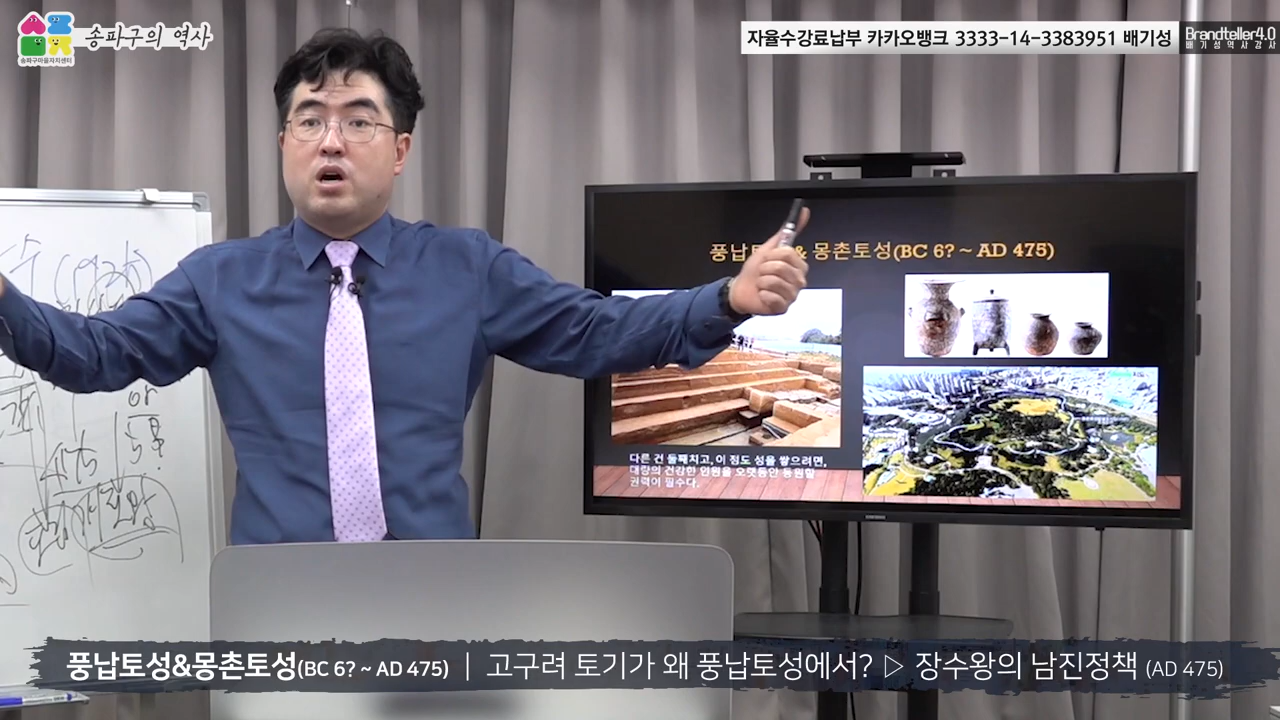 송파구의 역사
송파구마을자치센터
자율수강료납부 카카오뱅크 3333-14-3383951 배기성
Brandteller4.0
배기성역사강사
풍납토성& 몽촌토성(BC 6? ~ AD 475)
다른 건 둘째치고, 이 정도 성을 쌓으려면,
대량의 건강한 인원을 오랫동안 동원할
권력이 필수다.
풍납토성&몽촌토성(BC 6? ~ AD 475) | 고구려 토기가 왜 풍납토성에서? ▷ 장수왕의 남진정책 (AD 475)